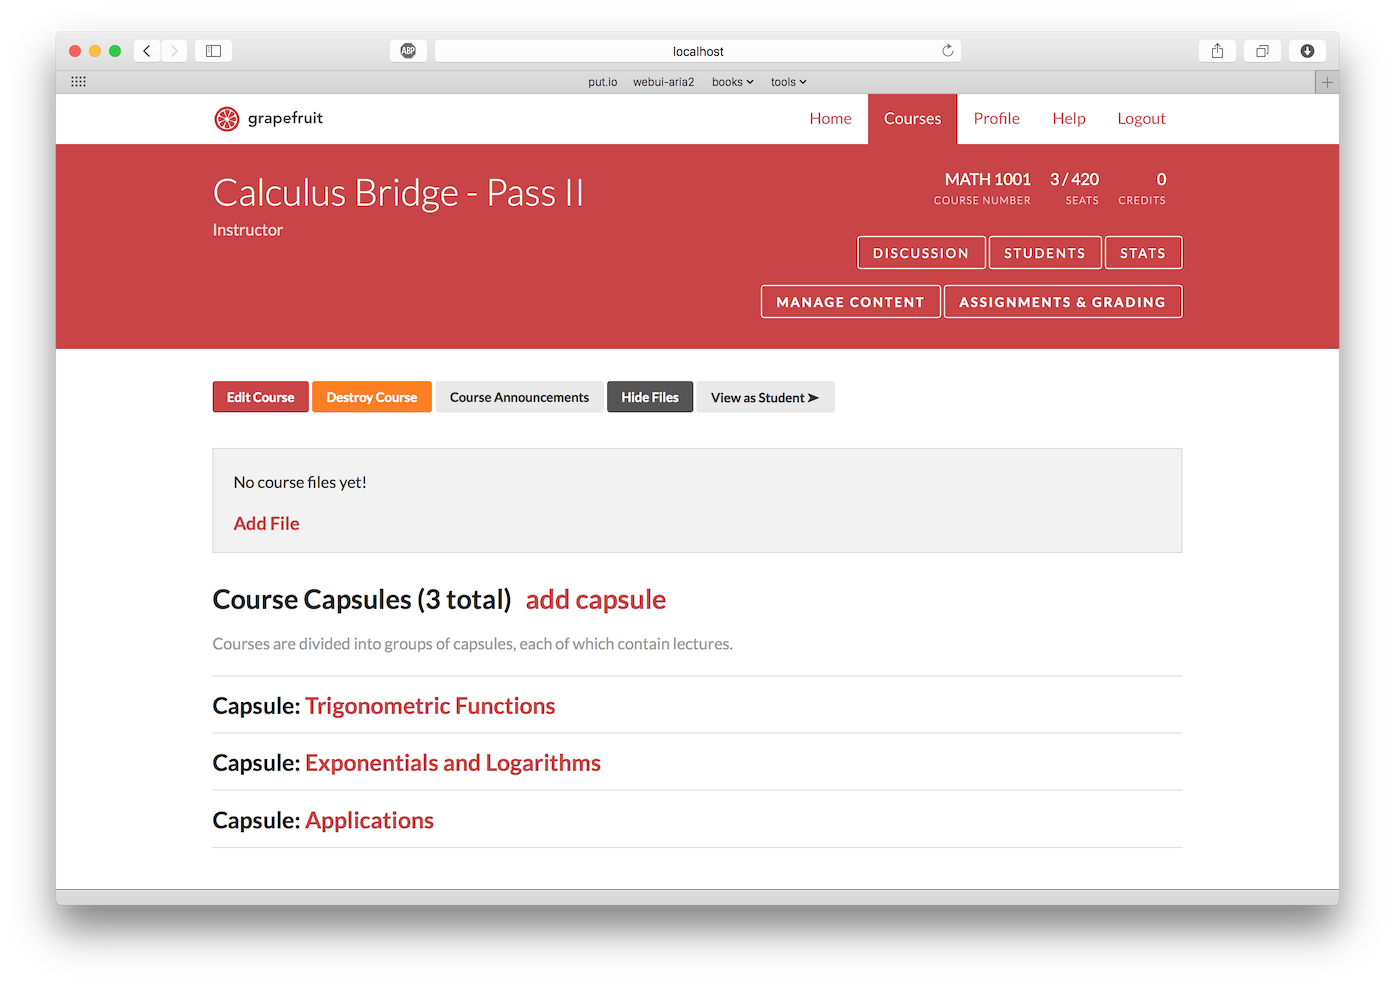 ABP
localhost
put.io webui-aria2 books tools
grapefruit
Home Courses Profile Help Logout
Calculus Bridge - Pass II
Instructor
MATH 1001 3 / 420 0
COURSE NUMBER SEATS CREDITS
DISCUSSION STUDENTS STATS
MANAGE CONTENT ASSIGNMENTS & GRADING
Edit Course Destroy Course Course Announcements Hide Files View as Student ➤
No course files yet!
Add File
Course Capsules (3 total) add capsule
Courses are divided into groups of capsules, each of which contain lectures.
Capsule: Trigonometric Functions
Capsule: Exponentials and Logarithms
Capsule: Applications